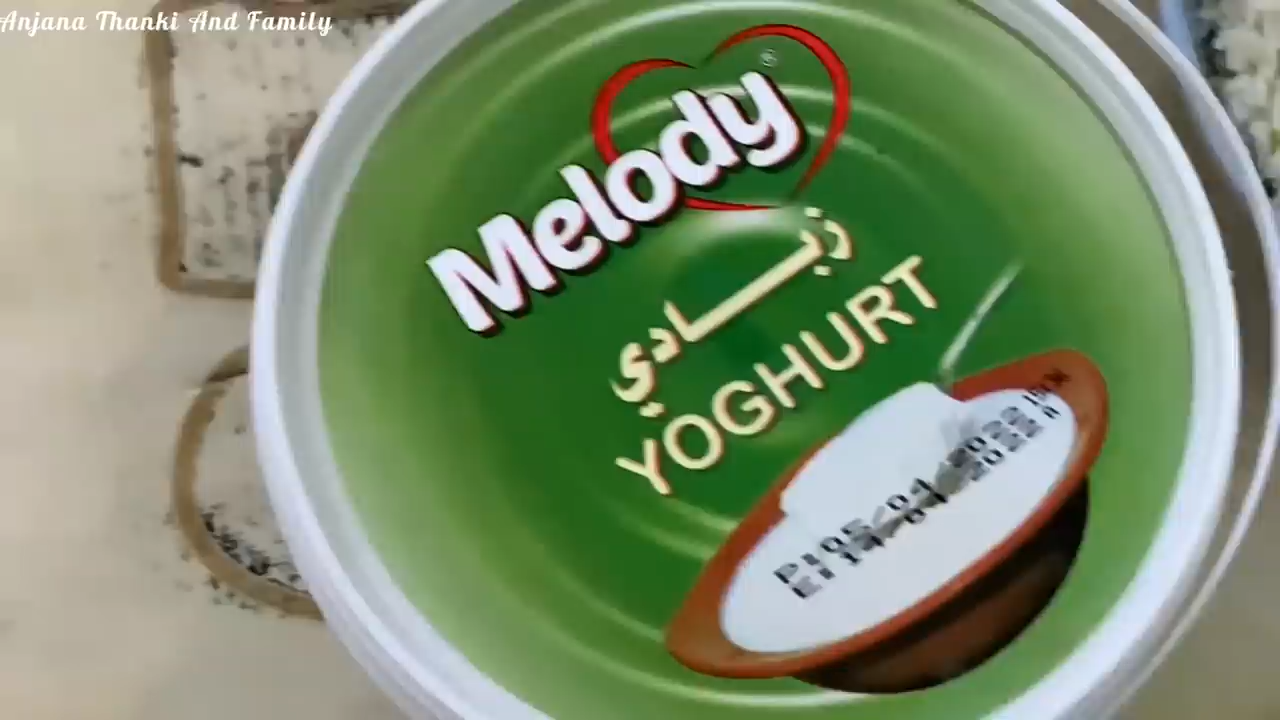 Anjana Thanki And Family
Melody®
زبادي
YOGHURT